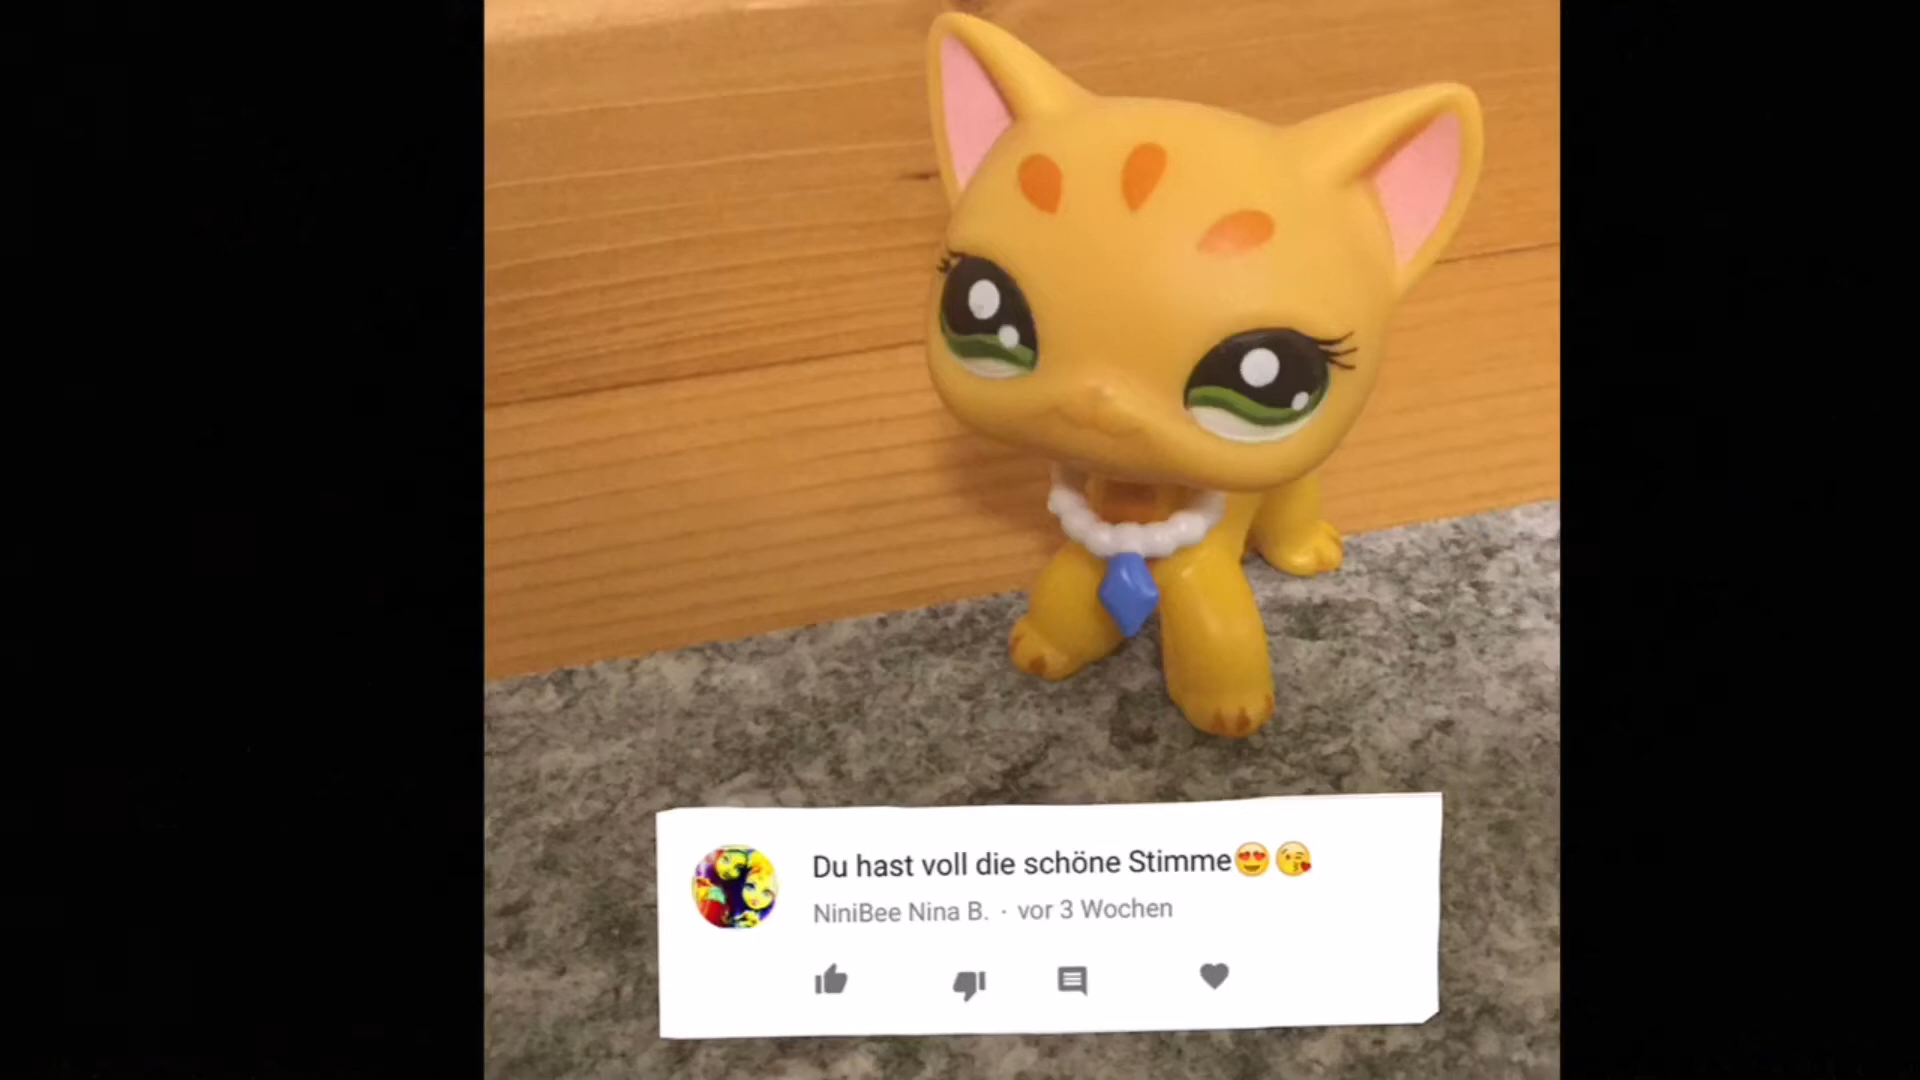 Du hast voll die schöne Stimme😍😘
NiniBee Nina B. · vor 3 Wochen